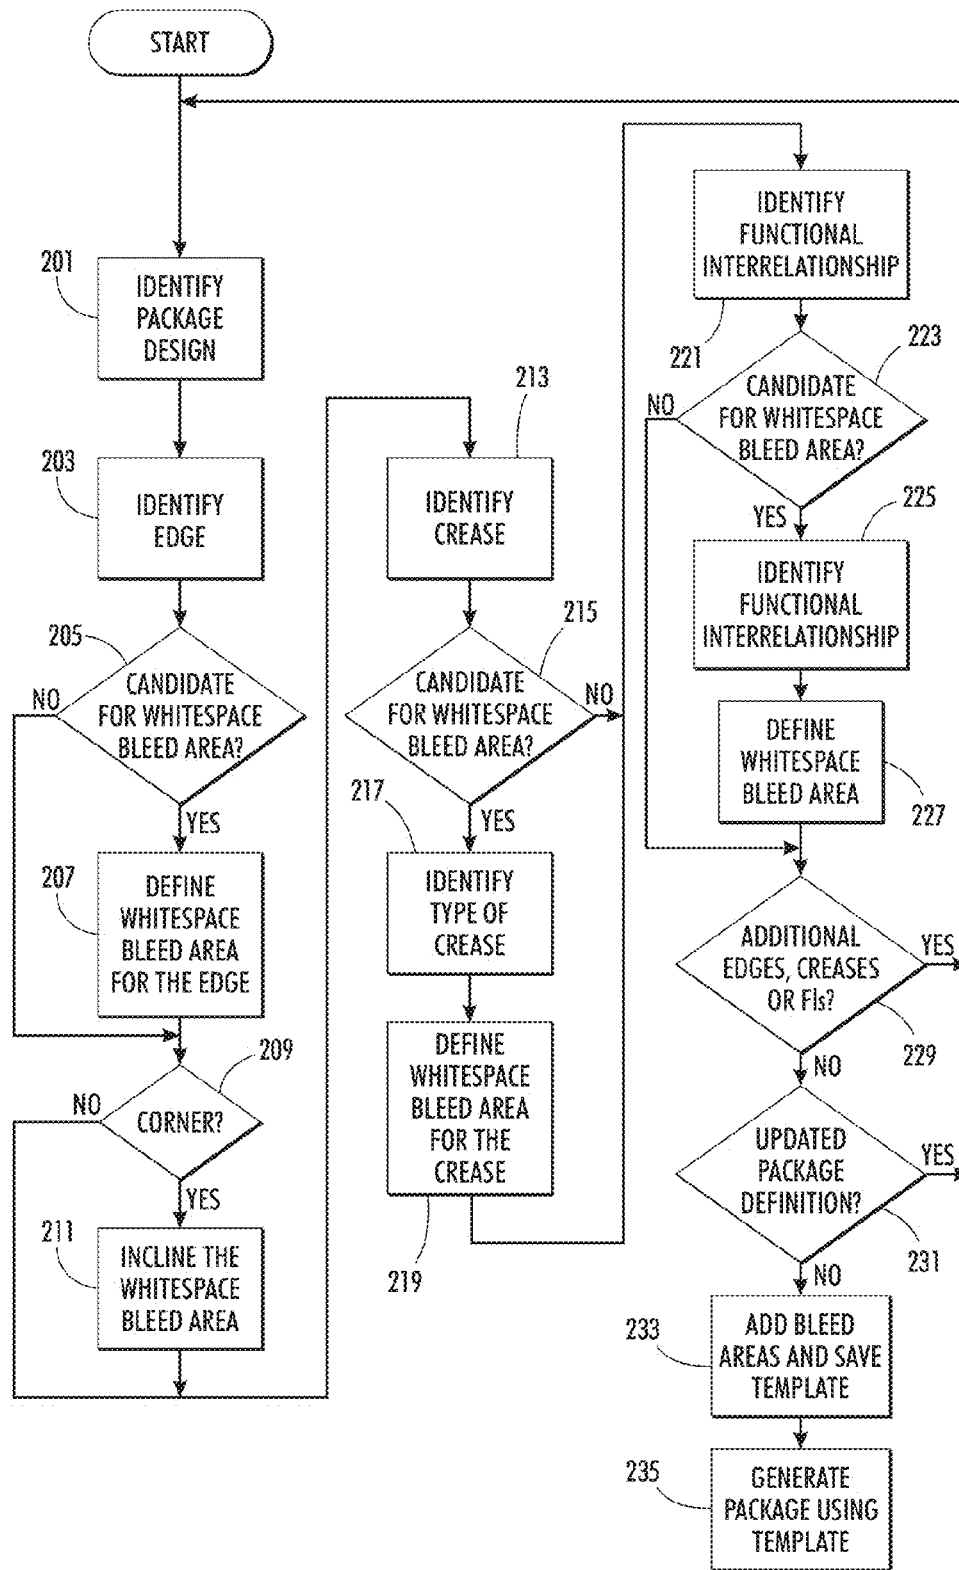 START
201
IDENTIFY
PACKAGE
DESIGN
203
IDENTIFY
EDGE
205
NO
CANDIDATE
FOR WHITESPACE
BLEED AREA?
YES
207
DEFINE
WHITESPACE
BLEED AREA
FOR THE EDGE
209
NO
CORNER?
YES
211
INCLINE THE
WHITESPACE
BLEED AREA
213
IDENTIFY
CREASE
215
CANDIDATE
FOR WHITESPACE
BLEED AREA?
NO
217
YES
IDENTIFY
TYPE OF
CREASE
DEFINE
WHITESPACE
BLEED AREA
FOR THE
CREASE
219
IDENTIFY
FUNCTIONAL
INTERRELATIONSHIP
221
223
NO
CANDIDATE
FOR WHITESPACE
BLEED AREA?
225
YES
IDENTIFY
FUNCTIONAL
INTERRELATIONSHIP
DEFINE
WHITESPACE
BLEED AREA
227
ADDITIONAL
EDGES, CREASES
OR FIs?
YES
229
NO
UPDATED
PACKAGE
DEFINITION?
YES
231
NO
233
ADD BLEED
AREAS AND SAVE
TEMPLATE
235
GENERATE
PACKAGE USING
TEMPLATE